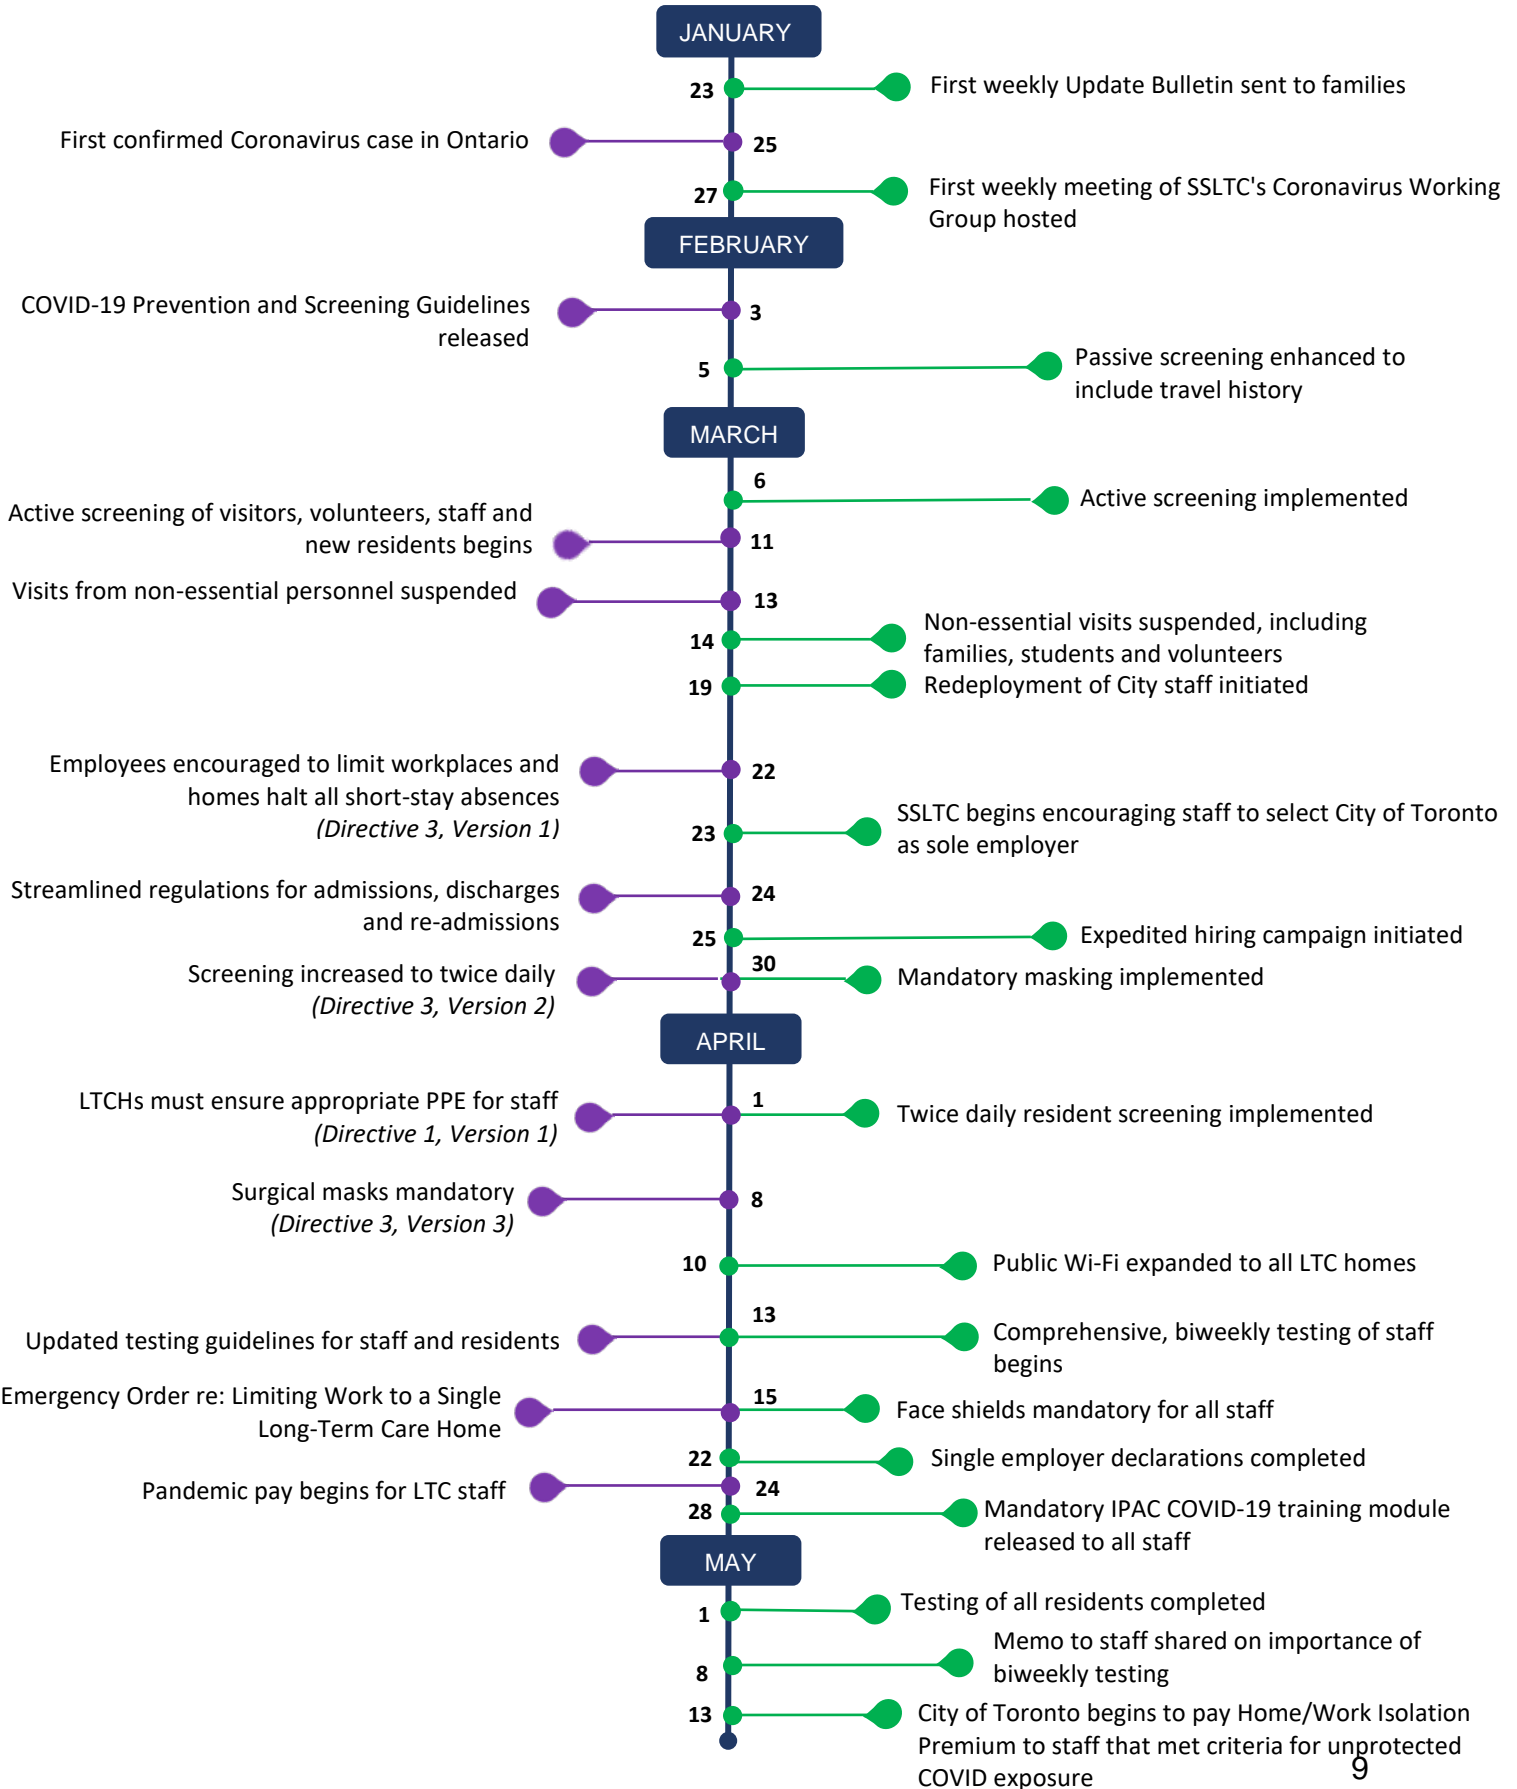 JANUARY
23
First weekly Update Bulletin sent to families
First confirmed Coronavirus case in Ontario
25
27
First weekly meeting of SSLTC's Coronavirus Working
Group hosted
FEBRUARY
COVID-19 Prevention and Screening Guidelines
released
3
5
Passive screening enhanced to
include travel history
MARCH
6
Active screening implemented
Active screening of visitors, volunteers, staff and
new residents begins
11
Visits from non-essential personnel suspended
13
14
Non-essential visits suspended, including
families, students and volunteers
19
Redeployment of City staff initiated
Employees encouraged to limit workplaces and
homes halt all short-stay absences
(Directive 3, Version 1)
22
23
SSLTC begins encouraging staff to select City of Toronto
as sole employer
Streamlined regulations for admissions, discharges
and re-admissions
24
25
Expedited hiring campaign initiated
Screening increased to twice daily
(Directive 3, Version 2)
30
Mandatory masking implemented
APRIL
LTCHs must ensure appropriate PPE for staff
(Directive 1, Version 1)
1
Twice daily resident screening implemented
Surgical masks mandatory
(Directive 3, Version 3)
8
10
Public Wi-Fi expanded to all LTC homes
13
Updated testing guidelines for staff and residents
Comprehensive, biweekly testing of staff
begins
Emergency Order re: Limiting Work to a Single
Long-Term Care Home
15
Face shields mandatory for all staff
22
Single employer declarations completed
Pandemic pay begins for LTC staff
24
28
Mandatory IPAC COVID-19 training module
released to all staff
MAY
1
Testing of all residents completed
8
Memo to staff shared on importance of
biweekly testing
13
City of Toronto begins to pay Home/Work Isolation
Premium to staff that met criteria for unprotected
COVID exposure
9